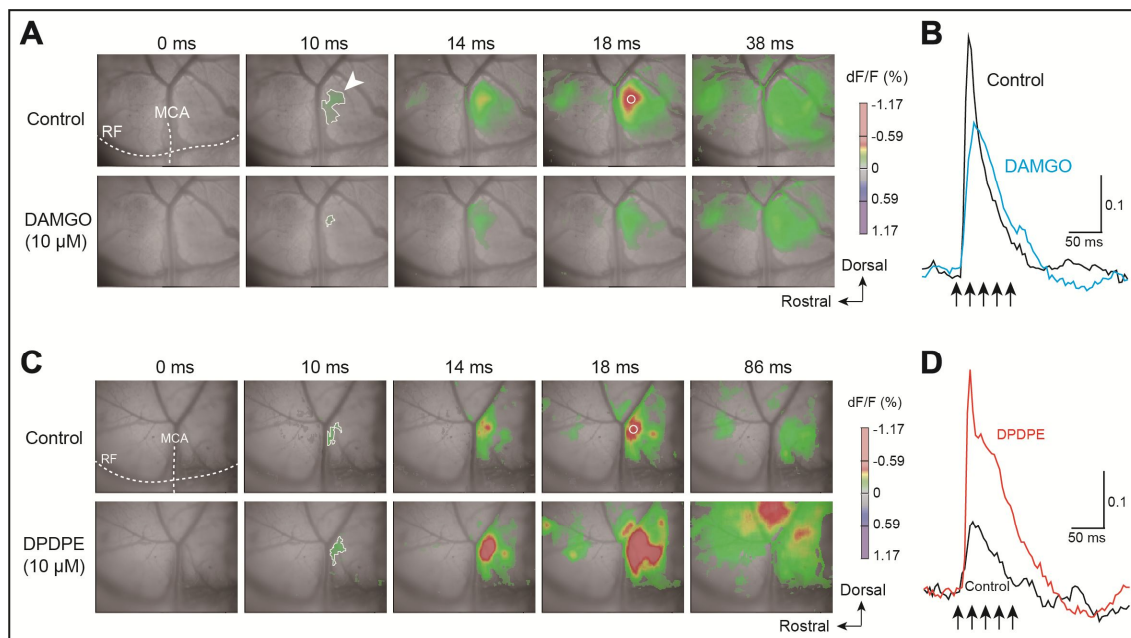 A
0 ms
10 ms
14 ms
18 ms
38 ms
Control
RF
MCA
DAMGO
(10 µM)
dF/F (%)
-1.17
-0.59
0
0.59
1.17
Dorsal
Rostral
B
Control
DAMGO
0.1
50 ms
C
0 ms
10 ms
14 ms
18 ms
86 ms
Control
RF
MCA
DPDPE
(10 µM)
dF/F (%)
-1.17
-0.59
0
0.59
1.17
Dorsal
Rostral
D
DPDPE
Control
0.1
50 ms